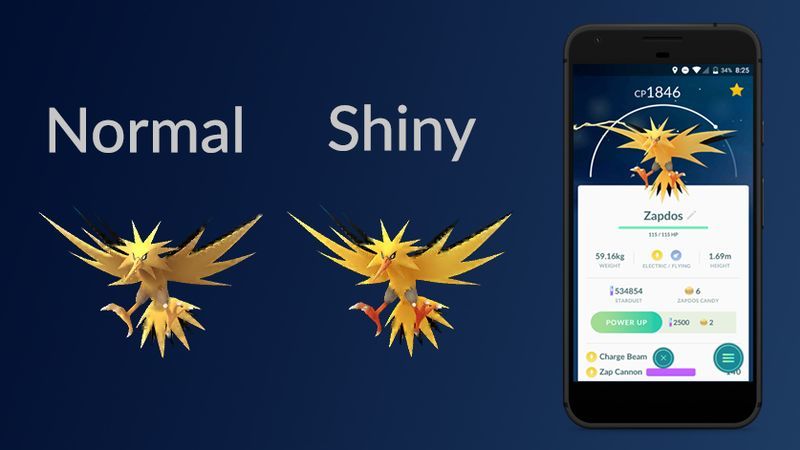 Normal
Shiny
34% 8:25
CP1846
Zapdos
115 / 115 HP
59.16kg
WEIGHT
ELECTRIC / FLYING
1.69m
HEIGHT
534854
STARDUST
6
ZAPDOS CANDY
POWER UP
2500
2
Charge Beam
Zap Cannon
140